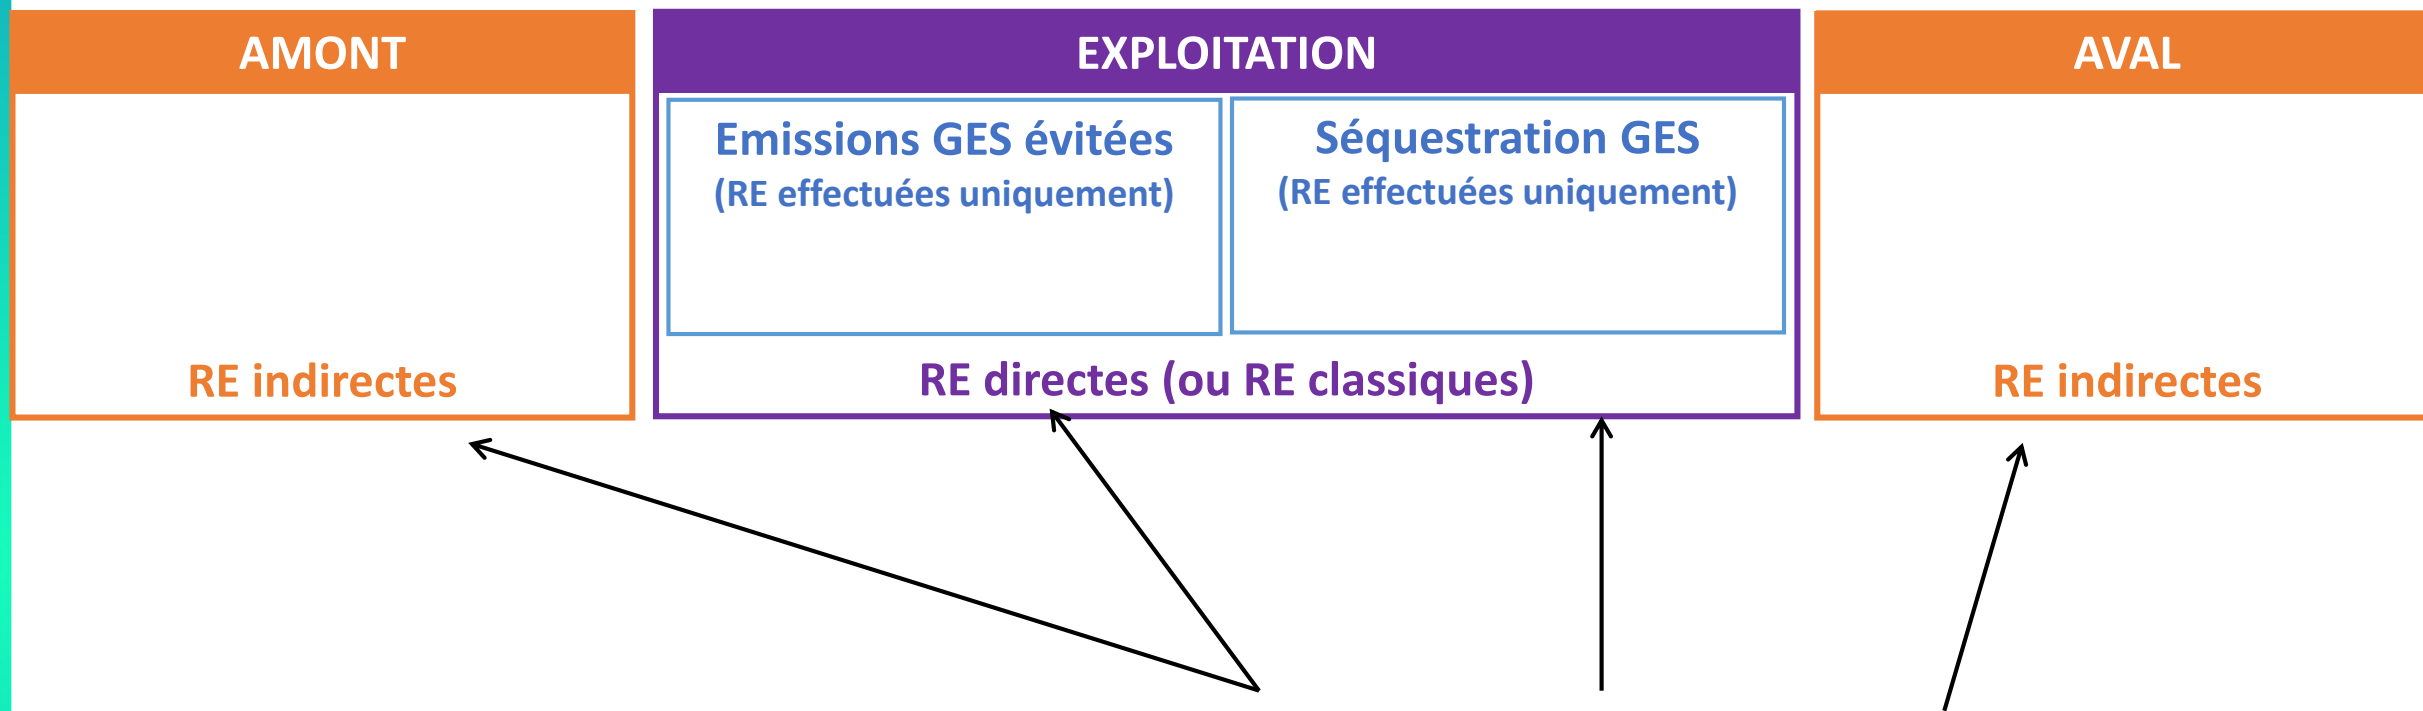 AMONT
RE indirectes
EXPLOITATION
Emissions GES évitées
(RE effectuées uniquement)
Séquestration GES
(RE effectuées uniquement)
RE directes (ou RE classiques)
AVAL
RE indirectes